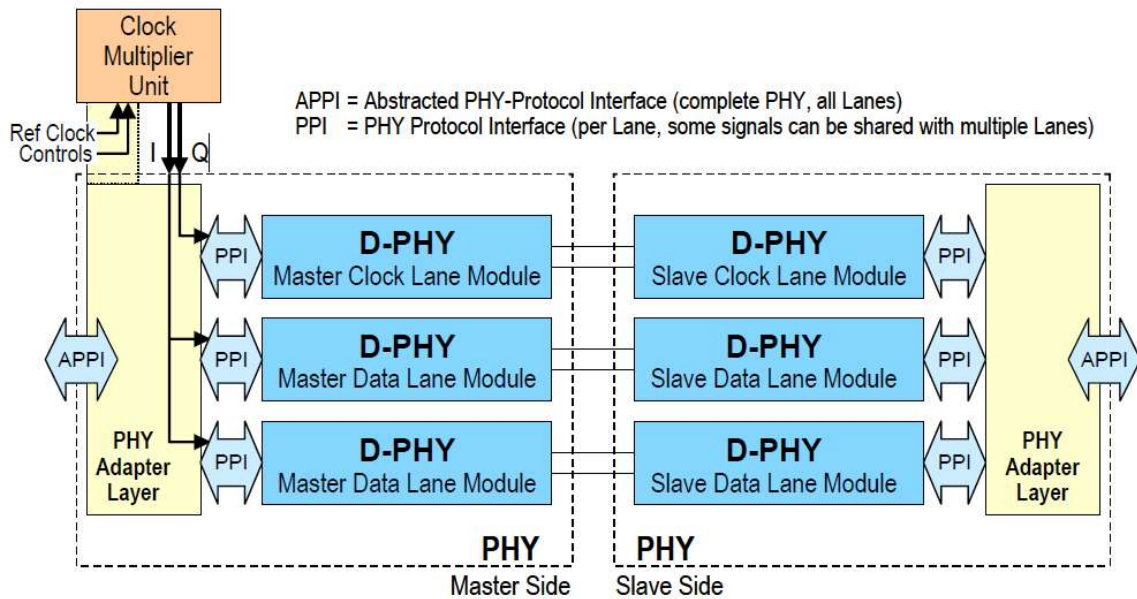 Clock
Multiplier
Unit
APPI = Abstracted PHY-Protocol Interface (complete PHY, all Lanes)
PPI = PHY Protocol Interface (per Lane, some signals can be shared with multiple Lanes)
Ref Clock
Controls
I
Q
D-PHY
Master Clock Lane Module
D-PHY
Slave Clock Lane Module
PPI
PPI
D-PHY
Master Data Lane Module
D-PHY
Slave Data Lane Module
APPI
PPI
PPI
APPI
D-PHY
Master Data Lane Module
D-PHY
Slave Data Lane Module
PPI
PPI
PHY
Adapter
Layer
PHY
Adapter
Layer
PHY
Master Side
PHY
Slave Side